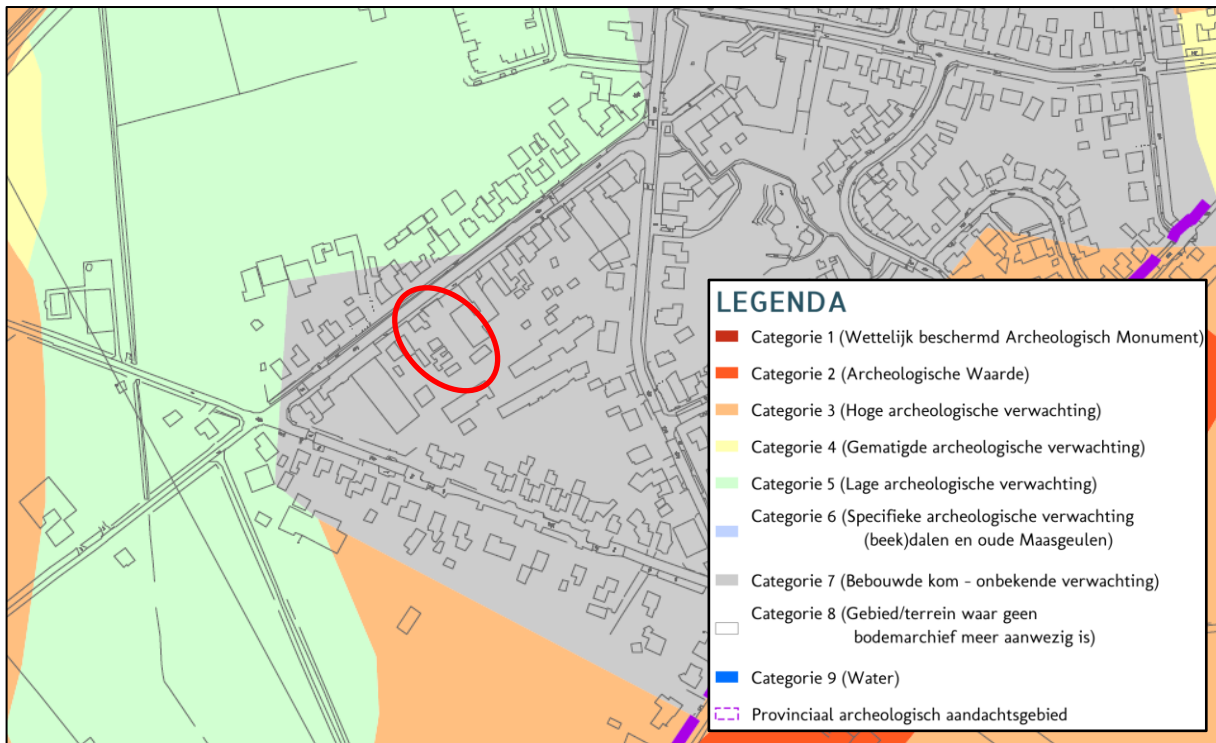 LEGENDA
Categorie 1 (Wettelijk beschermd Archeologisch Monument)
Categorie 2 (Archeologische Waarde)
Categorie 3 (Hoge archeologische verwachting)
Categorie 4 (Gematigde archeologische verwachting)
Categorie 5 (Lage archeologische verwachting)
Categorie 6 (Specifieke archeologische verwachting
(beek)dalen en oude Maasgeulen)
Categorie 7 (Bebouwde kom - onbekende verwachting)
Categorie 8 (Gebied/terrein waar geen
bodemarchief meer aanwezig is)
Categorie 9 (Water)
Provinciaal archeologisch aandachtsgebied